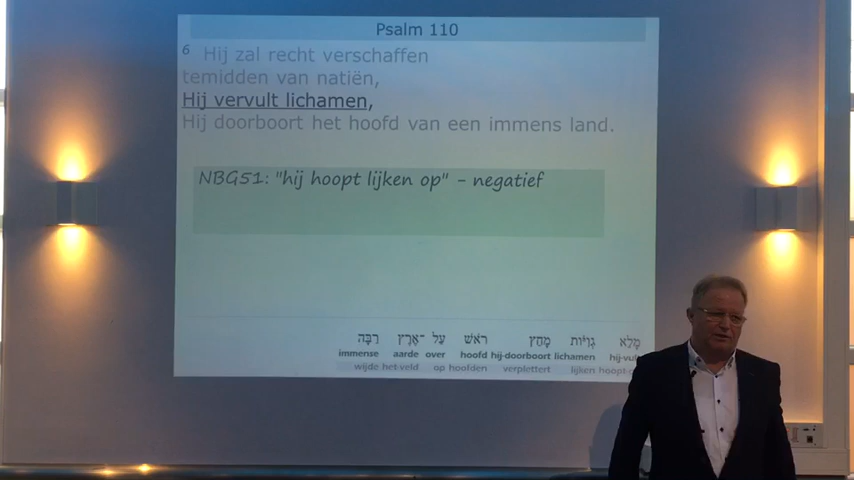 Psalm 110
6 Hij zal recht verschaffen
temidden van natiën,
Hij vervult lichamen,
Hij doorboort het hoofd van een immens land.
NBG51: "hij hoopt lijken op" - negatief
מָלֵא גְוִיּוֹת מָחַץ רֹאשׁ עַל־אֶרֶץ רַבָּה
immense aarde over hoofd hij-doorboort lichamen
wijde het-veld op hoofden verplettert lijken hoopt